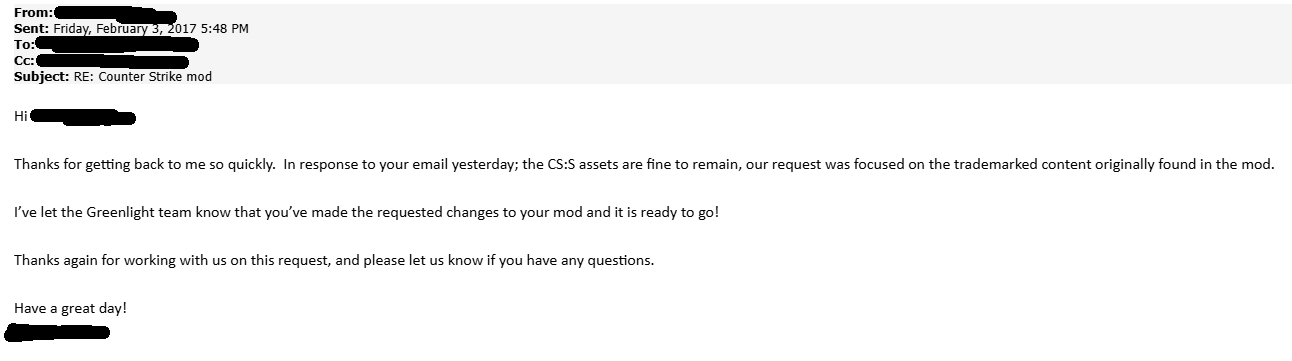 From:
Sent: Friday, February 3, 2017 5:48 PM
To:
Cc:
Subject: RE: Counter Strike mod
Hi
Thanks for getting back to me so quickly.  In response to your email yesterday; the CS:S assets are fine to remain, our request was focused on the trademarked content originally found in the mod.
I’ve let the Greenlight team know that you’ve made the requested changes to your mod and it is ready to go!
Thanks again for working with us on this request, and please let us know if you have any questions.
Have a great day!